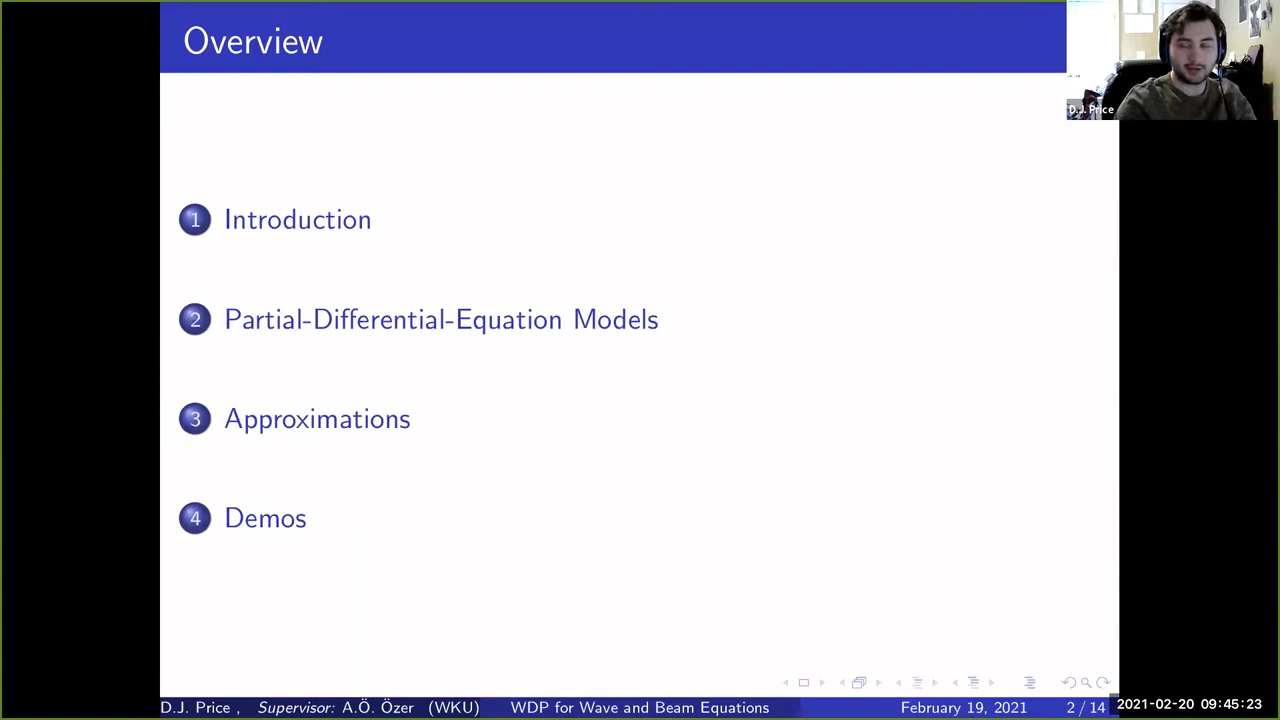 Overview
D.J. Price
1 Introduction
2 Partial-Differential-Equation Models
3 Approximations
4 Demos
D.J. Price , Supervisor: A.Ö. Özer (WKU) WDP for Wave and Beam Equations February 19, 2021 2 / 14
2021-02-20 09:45:23